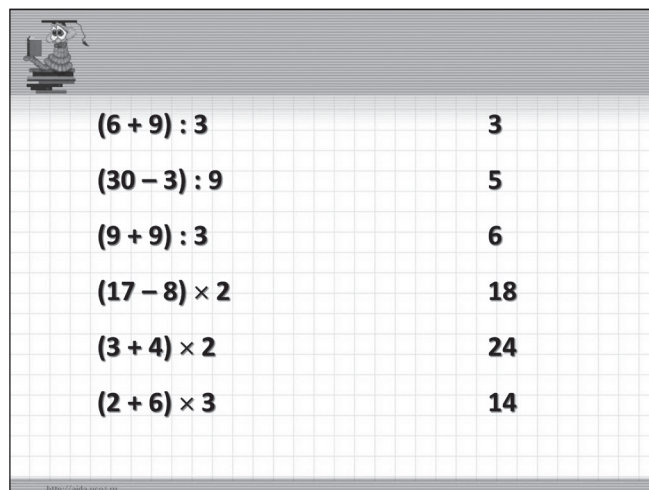 (6 + 9) : 3 3
(30 – 3) : 9 5
(9 + 9) : 3 6
(17 – 8) × 2 18
(3 + 4) × 2 24
(2 + 6) × 3 14